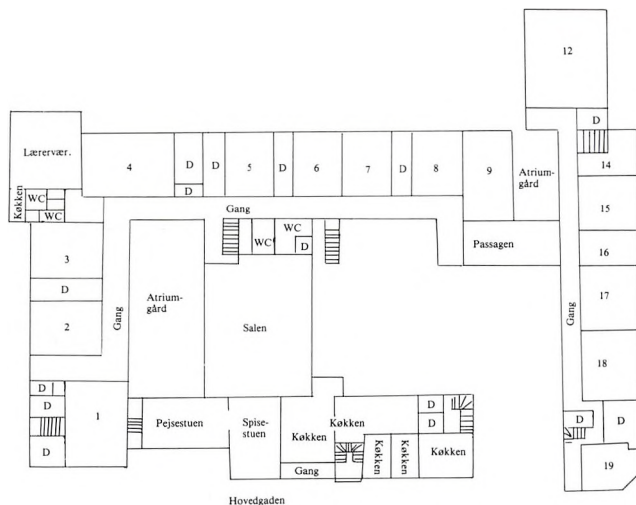 12
D
Lærervær.
4
D
D
5
D
6
7
D
8
9
Atrium-
gård
14
D
Køkken
WC
WC
Gang
15
3
WC
WC
D
Passagen
16
D
Atrium-
gård
Gang
Salen
17
2
Gang
18
D
D
1
Pejsestuen
Spise-
stuen
Køkken
Køkken
D
D
D
D
D
Køkken
Køkken
Køkken
Gang
19
Hovedgaden